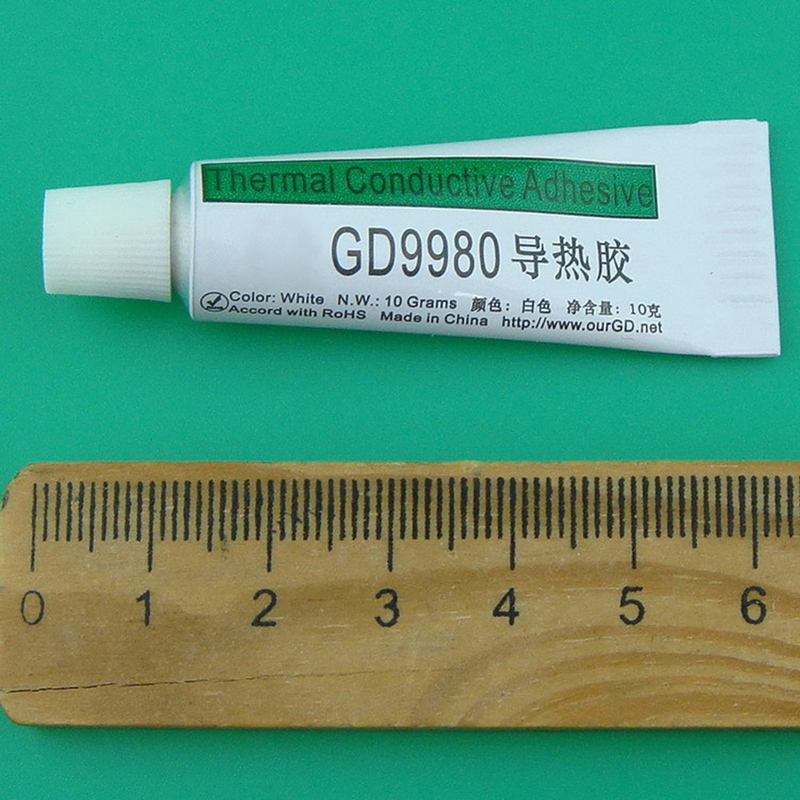 Thermal Conductive Adhesive
GD9980 导热胶
Color: White N.W.: 10 Grams 颜色: 白色 净含量: 10克
Accord with RoHS Made in China http://www.ourGD.net
0 1 2 3 4 5 6